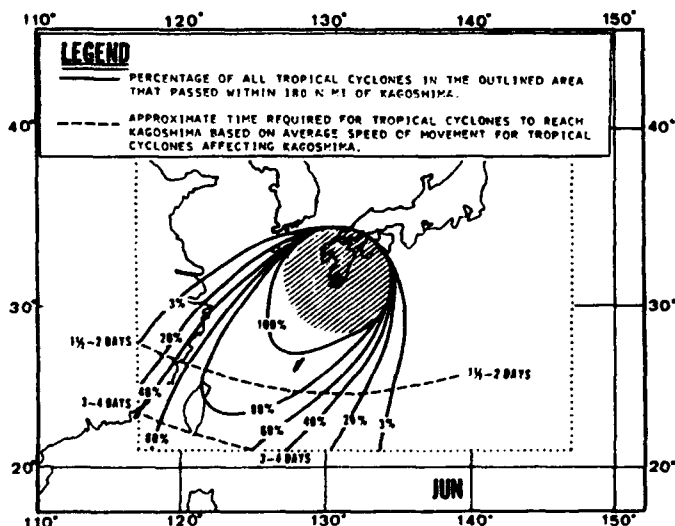 110° 120° 130° 140° 150°
LEGEND
PERCENTAGE OF ALL TROPICAL CYCLONES IN THE OUTLINED AREA
THAT PASSED WITHIN 180 N MI OF KAGOSHIMA.
APPROXIMATE TIME REQUIRED FOR TROPICAL CYCLONES TO REACH
KAGOSHIMA BASED ON AVERAGE SPEED OF MOVEMENT FOR TROPICAL
CYCLONES AFFECTING KAGOSHIMA.
40° 40°
30° 3% 30°
100%
1½-2 DAYS 20%
1½-2 DAYS
3-4 DAYS 40% 80% 60% 40% 20% 3%
60%
3-4 DAYS
20° 20°
JUN
110° 120° 130° 140° 150°